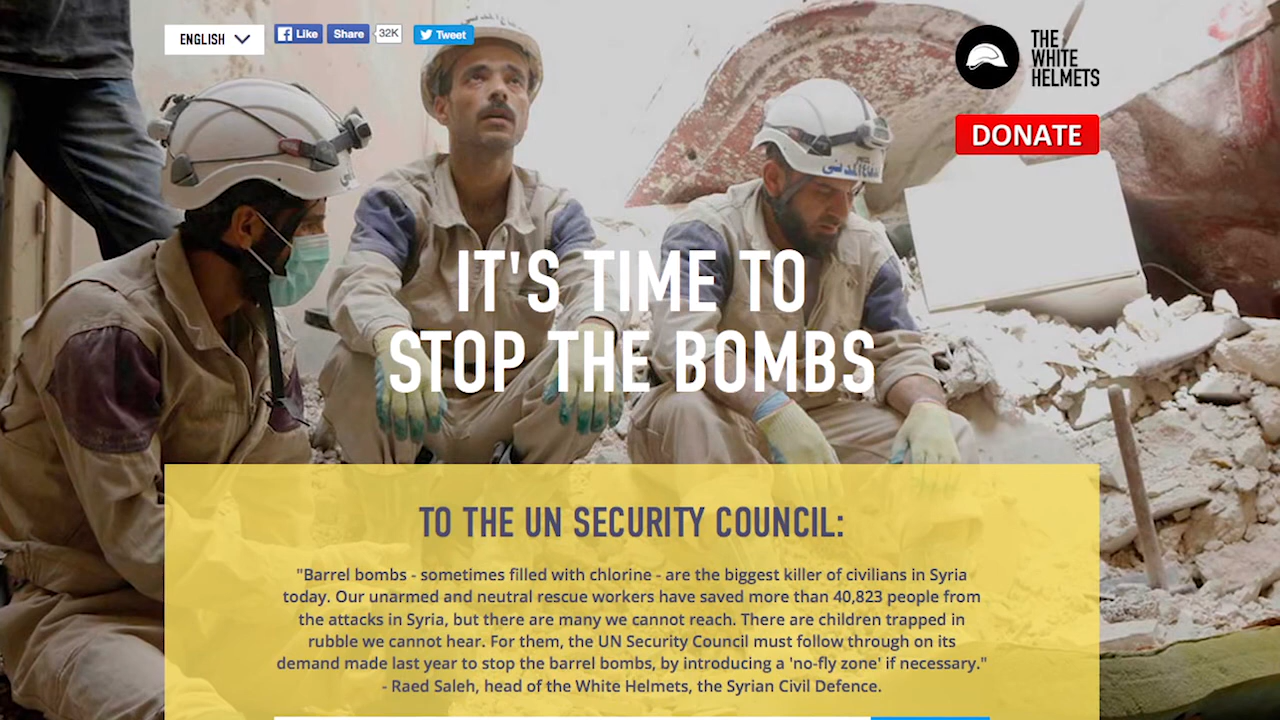 ENGLISH
Like
Share
32K
Tweet
THE
WHITE
HELMETS
DONATE
IT'S TIME TO
STOP THE BOMBS
TO THE UN SECURITY COUNCIL:
"Barrel bombs - sometimes filled with chlorine - are the biggest killer of civilians in Syria
today. Our unarmed and neutral rescue workers have saved more than 40,823 people from
the attacks in Syria, but there are many we cannot reach. There are children trapped in
rubble we cannot hear. For them, the UN Security Council must follow through on its
demand made last year to stop the barrel bombs, by introducing a 'no-fly zone' if necessary."
- Raed Saleh, head of the White Helmets, the Syrian Civil Defence.